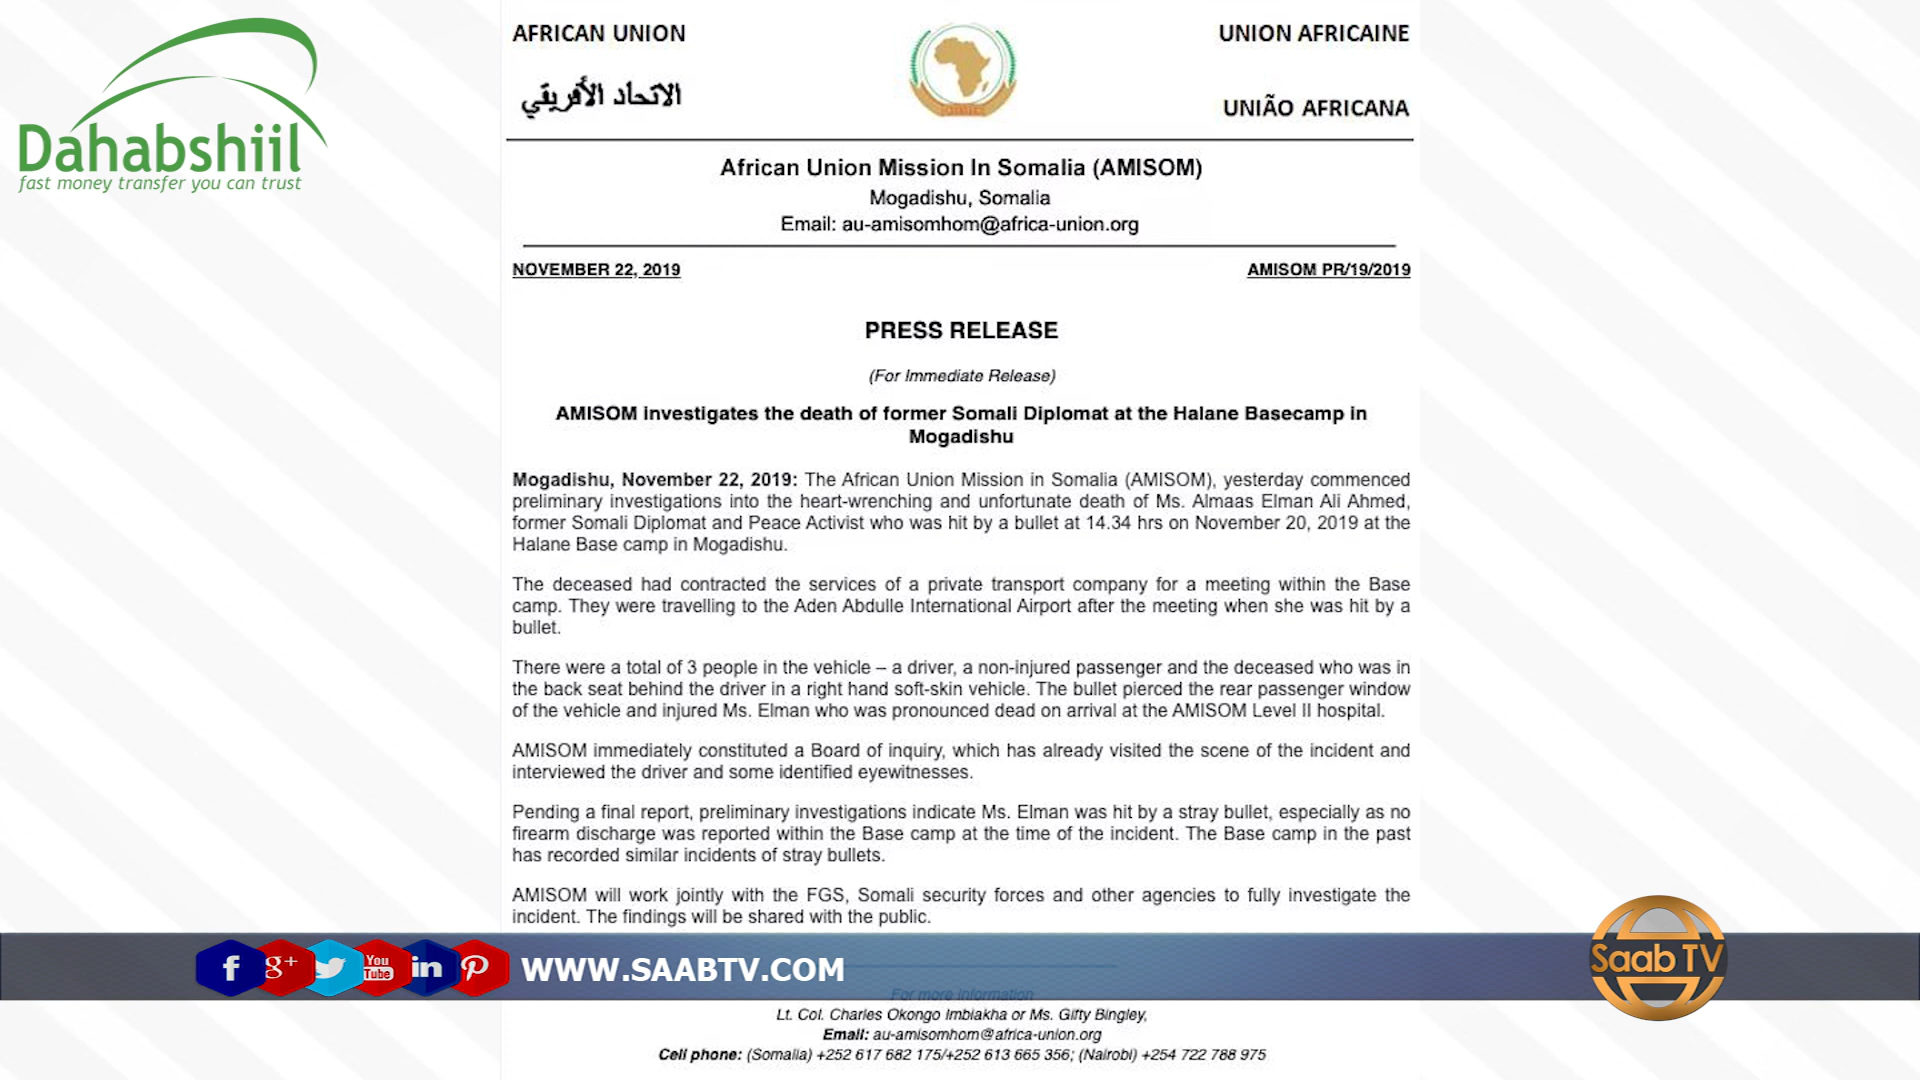 Dahabshiil
fast money transfer you can trust
AFRICAN UNION
UNION AFRICAINE
الاتحاد الأفريقي
UNIÃO AFRICANA
African Union Mission In Somalia (AMISOM)
Mogadishu, Somalia
Email: au-amisomhom@africa-union.org
NOVEMBER 22, 2019
AMISOM PR/19/2019
PRESS RELEASE
(For Immediate Release)
AMISOM investigates the death of former Somali Diplomat at the Halane Basecamp in
Mogadishu
Mogadishu, November 22, 2019: The African Union Mission in Somalia (AMISOM), yesterday commenced
preliminary investigations into the heart-wrenching and unfortunate death of Ms. Almaas Elman Ali Ahmed,
former Somali Diplomat and Peace Activist who was hit by a bullet at 14.34 hrs on November 20, 2019 at the
Halane Base camp in Mogadishu.
The deceased had contracted the services of a private transport company for a meeting within the Base
camp. They were travelling to the Aden Abdulle International Airport after the meeting when she was hit by a
bullet.
There were a total of 3 people in the vehicle – a driver, a non-injured passenger and the deceased who was in
the back seat behind the driver in a right hand soft-skin vehicle. The bullet pierced the rear passenger window
of the vehicle and injured Ms. Elman who was pronounced dead on arrival at the AMISOM Level II hospital.
AMISOM immediately constituted a Board of inquiry, which has already visited the scene of the incident and
interviewed the driver and some identified eyewitnesses.
Pending a final report, preliminary investigations indicate Ms. Elman was hit by a stray bullet, especially as no
firearm discharge was reported within the Base camp at the time of the incident. The Base camp in the past
has recorded similar incidents of stray bullets.
AMISOM will work jointly with the FGS, Somali security forces and other agencies to fully investigate the
incident. The findings will be shared with the public.
f g+ You Tube in
WWW.SAABTV.COM
Saab TV
For more information
Lt. Col. Charles Okongo Imbiakha or Ms. Gifty Bingley,
Email: au-amisomhom@africa-union.org
Cell phone: (Somalia) +252 617 682 175/+252 613 665 356; (Nairobi) +254 722 788 975